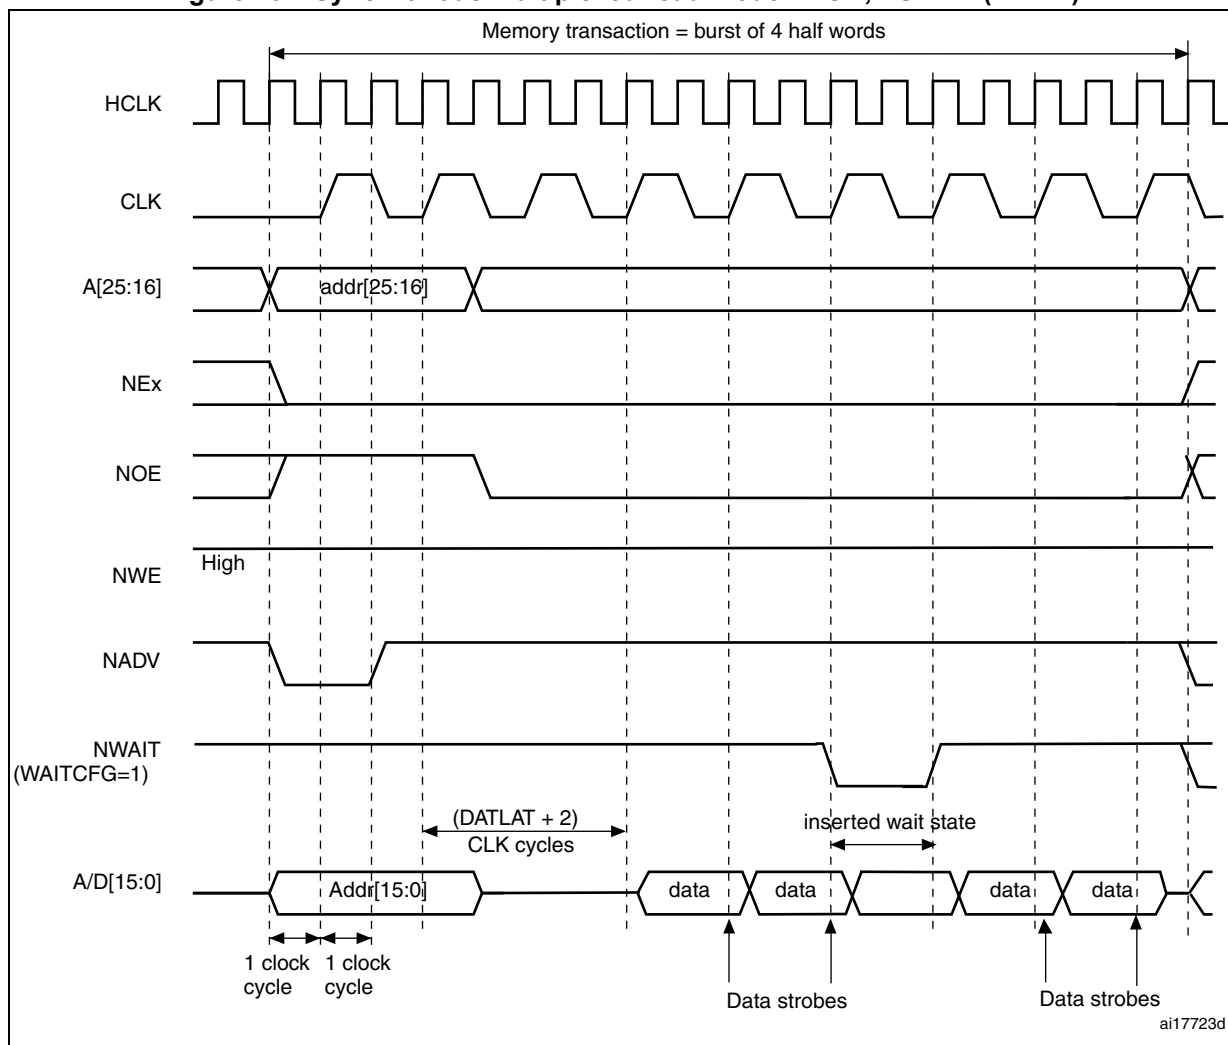 Memory transaction = burst of 4 half words
HCLK
CLK
A[25:16]
addr[25:16]
NEx
NOE
High
NWE
NADV
NWAIT
(WAITCFG=1)
(DATLAT + 2)
CLK cycles
inserted wait state
A/D[15:0]
Addr[15:0]
data
data
data
data
1 clock
cycle
1 clock
cycle
Data strobes
Data strobes
ai17723d